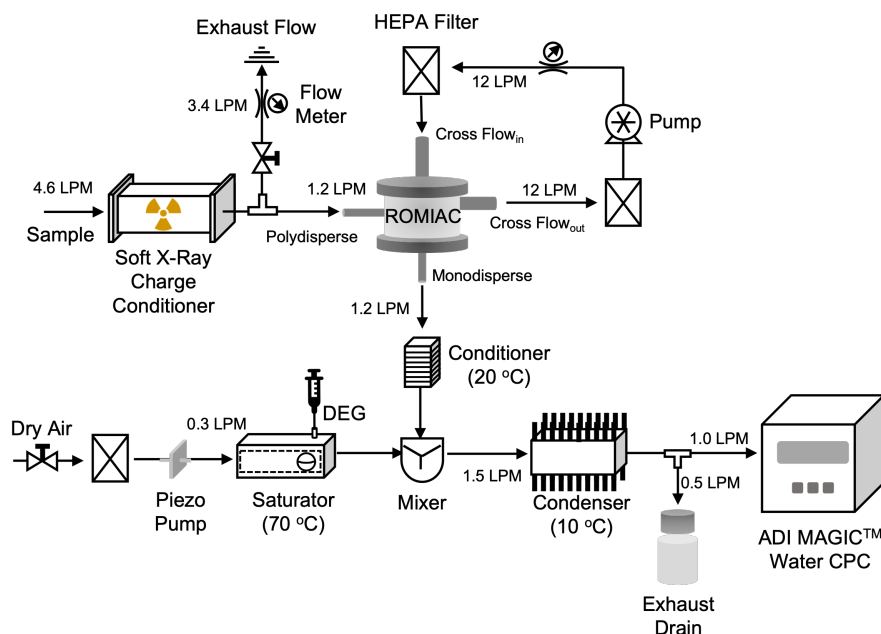 HEPA Filter
Exhaust Flow
12 LPM
3.4 LPM
Flow
Meter
Pump
Cross Flowin
4.6 LPM
1.2 LPM
12 LPM
ROMIAC
Sample
Polydisperse
Cross Flowout
Soft X-Ray
Charge
Conditioner
Monodisperse
1.2 LPM
Conditioner
(20 oC)
DEG
Dry Air
0.3 LPM
1.0 LPM
1.5 LPM
0.5 LPM
Piezo
Pump
Saturator
(70 oC)
Mixer
Condenser
(10 oC)
ADI MAGICTM
Water CPC
Exhaust
Drain